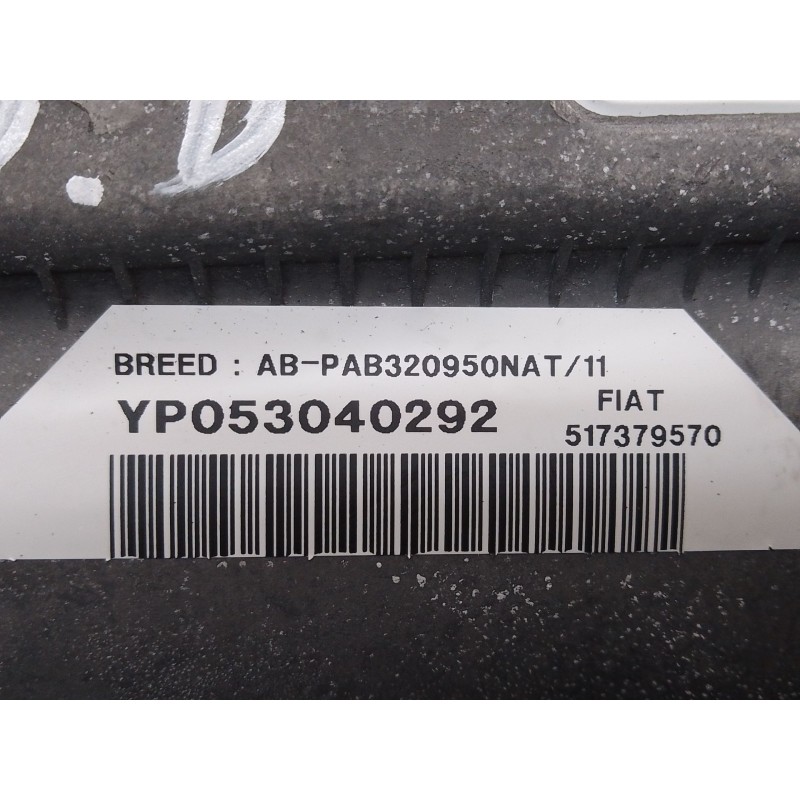 BREED : AB-PAB320950NAT/11
YP053040292
FIAT
517379570